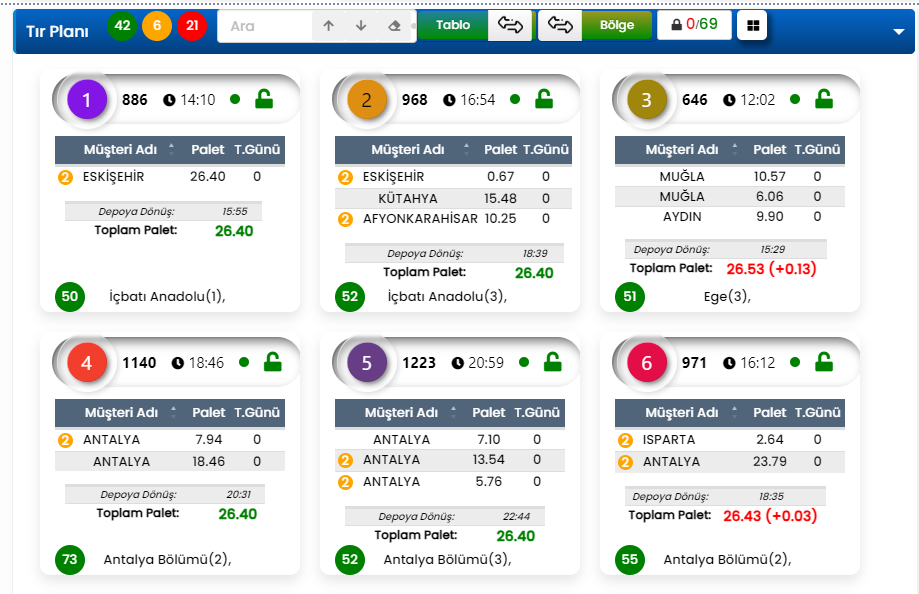 Tır Planı 42 6 21 Ara Tablo Bölge 0/69
1 886 14:10
Müşteri Adı Palet T.Günü
2 ESKİŞEHİR 26.40 0
Depoya Dönüş: 15:55
Toplam Palet: 26.40
50 İçbatı Anadolu(1),
2 968 16:54
Müşteri Adı Palet T.Günü
2 ESKİŞEHİR 0.67 0
KÜTAHYA 15.48 0
2 AFYONKARAHİSAR 10.25 0
Depoya Dönüş: 18:39
Toplam Palet: 26.40
52 İçbatı Anadolu(3),
3 646 12:02
Müşteri Adı Palet T.Günü
MUĞLA 10.57 0
MUĞLA 6.06 0
AYDIN 9.90 0
Depoya Dönüş: 15:29
Toplam Palet: 26.53 (+0.13)
51 Ege(3),
4 1140 18:46
Müşteri Adı Palet T.Günü
2 ANTALYA 7.94 0
ANTALYA 18.46 0
Depoya Dönüş: 20:31
Toplam Palet: 26.40
73 Antalya Bölümü(2),
5 1223 20:59
Müşteri Adı Palet T.Günü
ANTALYA 7.10 0
2 ANTALYA 13.54 0
2 ANTALYA 5.76 0
Depoya Dönüş: 22:44
Toplam Palet: 26.40
52 Antalya Bölümü(3),
6 971 16:12
Müşteri Adı Palet T.Günü
2 ISPARTA 2.64 0
2 ANTALYA 23.79 0
Depoya Dönüş: 18:35
Toplam Palet: 26.43 (+0.03)
55 Antalya Bölümü(2),